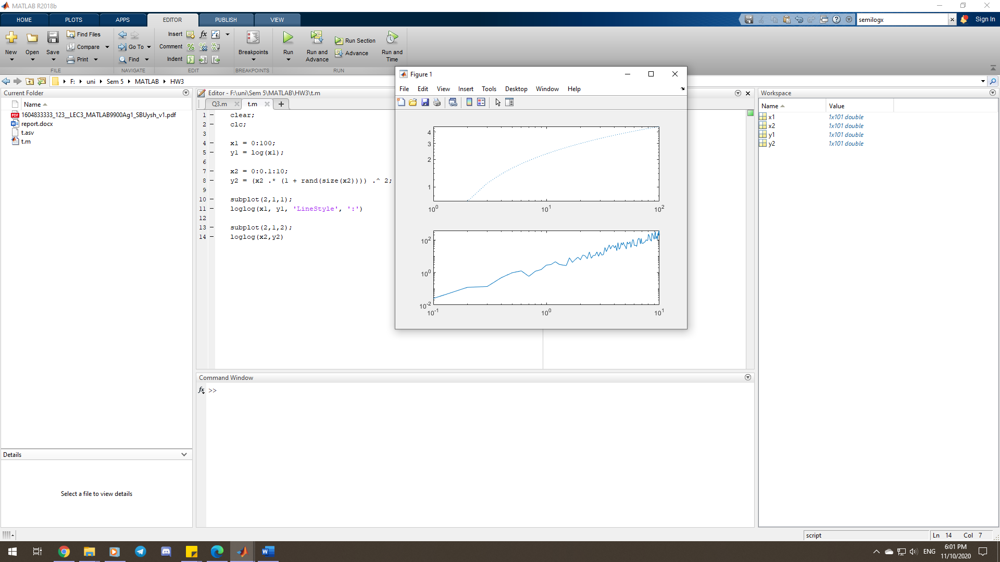 MATLAB R2018b
HOME PLOTS APPS EDITOR PUBLISH VIEW
semilogx
Sign In
New
Open
Save
Find Files
Compare
Print
FILE
Go To
Find
NAVIGATE
Insert fx
Comment
Indent
EDIT
Breakpoints
BREAKPOINTS
Run
Run and Advance
Run Section
Advance
Run and Time
RUN
F: uni Sem 5 MATLAB HW3
Current Folder
Name
1604833333_123__LEC3_MATLAB9900Ag1_SBUysh_v1.pdf
report.docx
t.asv
t.m
Details
Select a file to view details
Editor - F:\uni\Sem 5\MATLAB\HW3\t.m
Q3.m t.m
1 clear;
2 clc;
3
4 x1 = 0:100;
5 y1 = log(x1);
6
7 x2 = 0:0.1:10;
8 y2 = (x2 .* (1 + rand(size(x2)))) .^ 2;
9
10 subplot(2,1,1);
11 loglog(x1, y1, 'LineStyle', ':')
12
13 subplot(2,1,2);
14 loglog(x2,y2)
Figure 1
File Edit View Insert Tools Desktop Window Help
4
3
2
1
10^0 10^1 10^2
10^2
10^0
10^-2
10^-1 10^0 10^1
Command Window
fx >>
Workspace
Name Value
x1 1x101 double
x2 1x101 double
y1 1x101 double
y2 1x101 double
script
Ln 14 Col 7
ENG
6:01 PM
11/10/2020